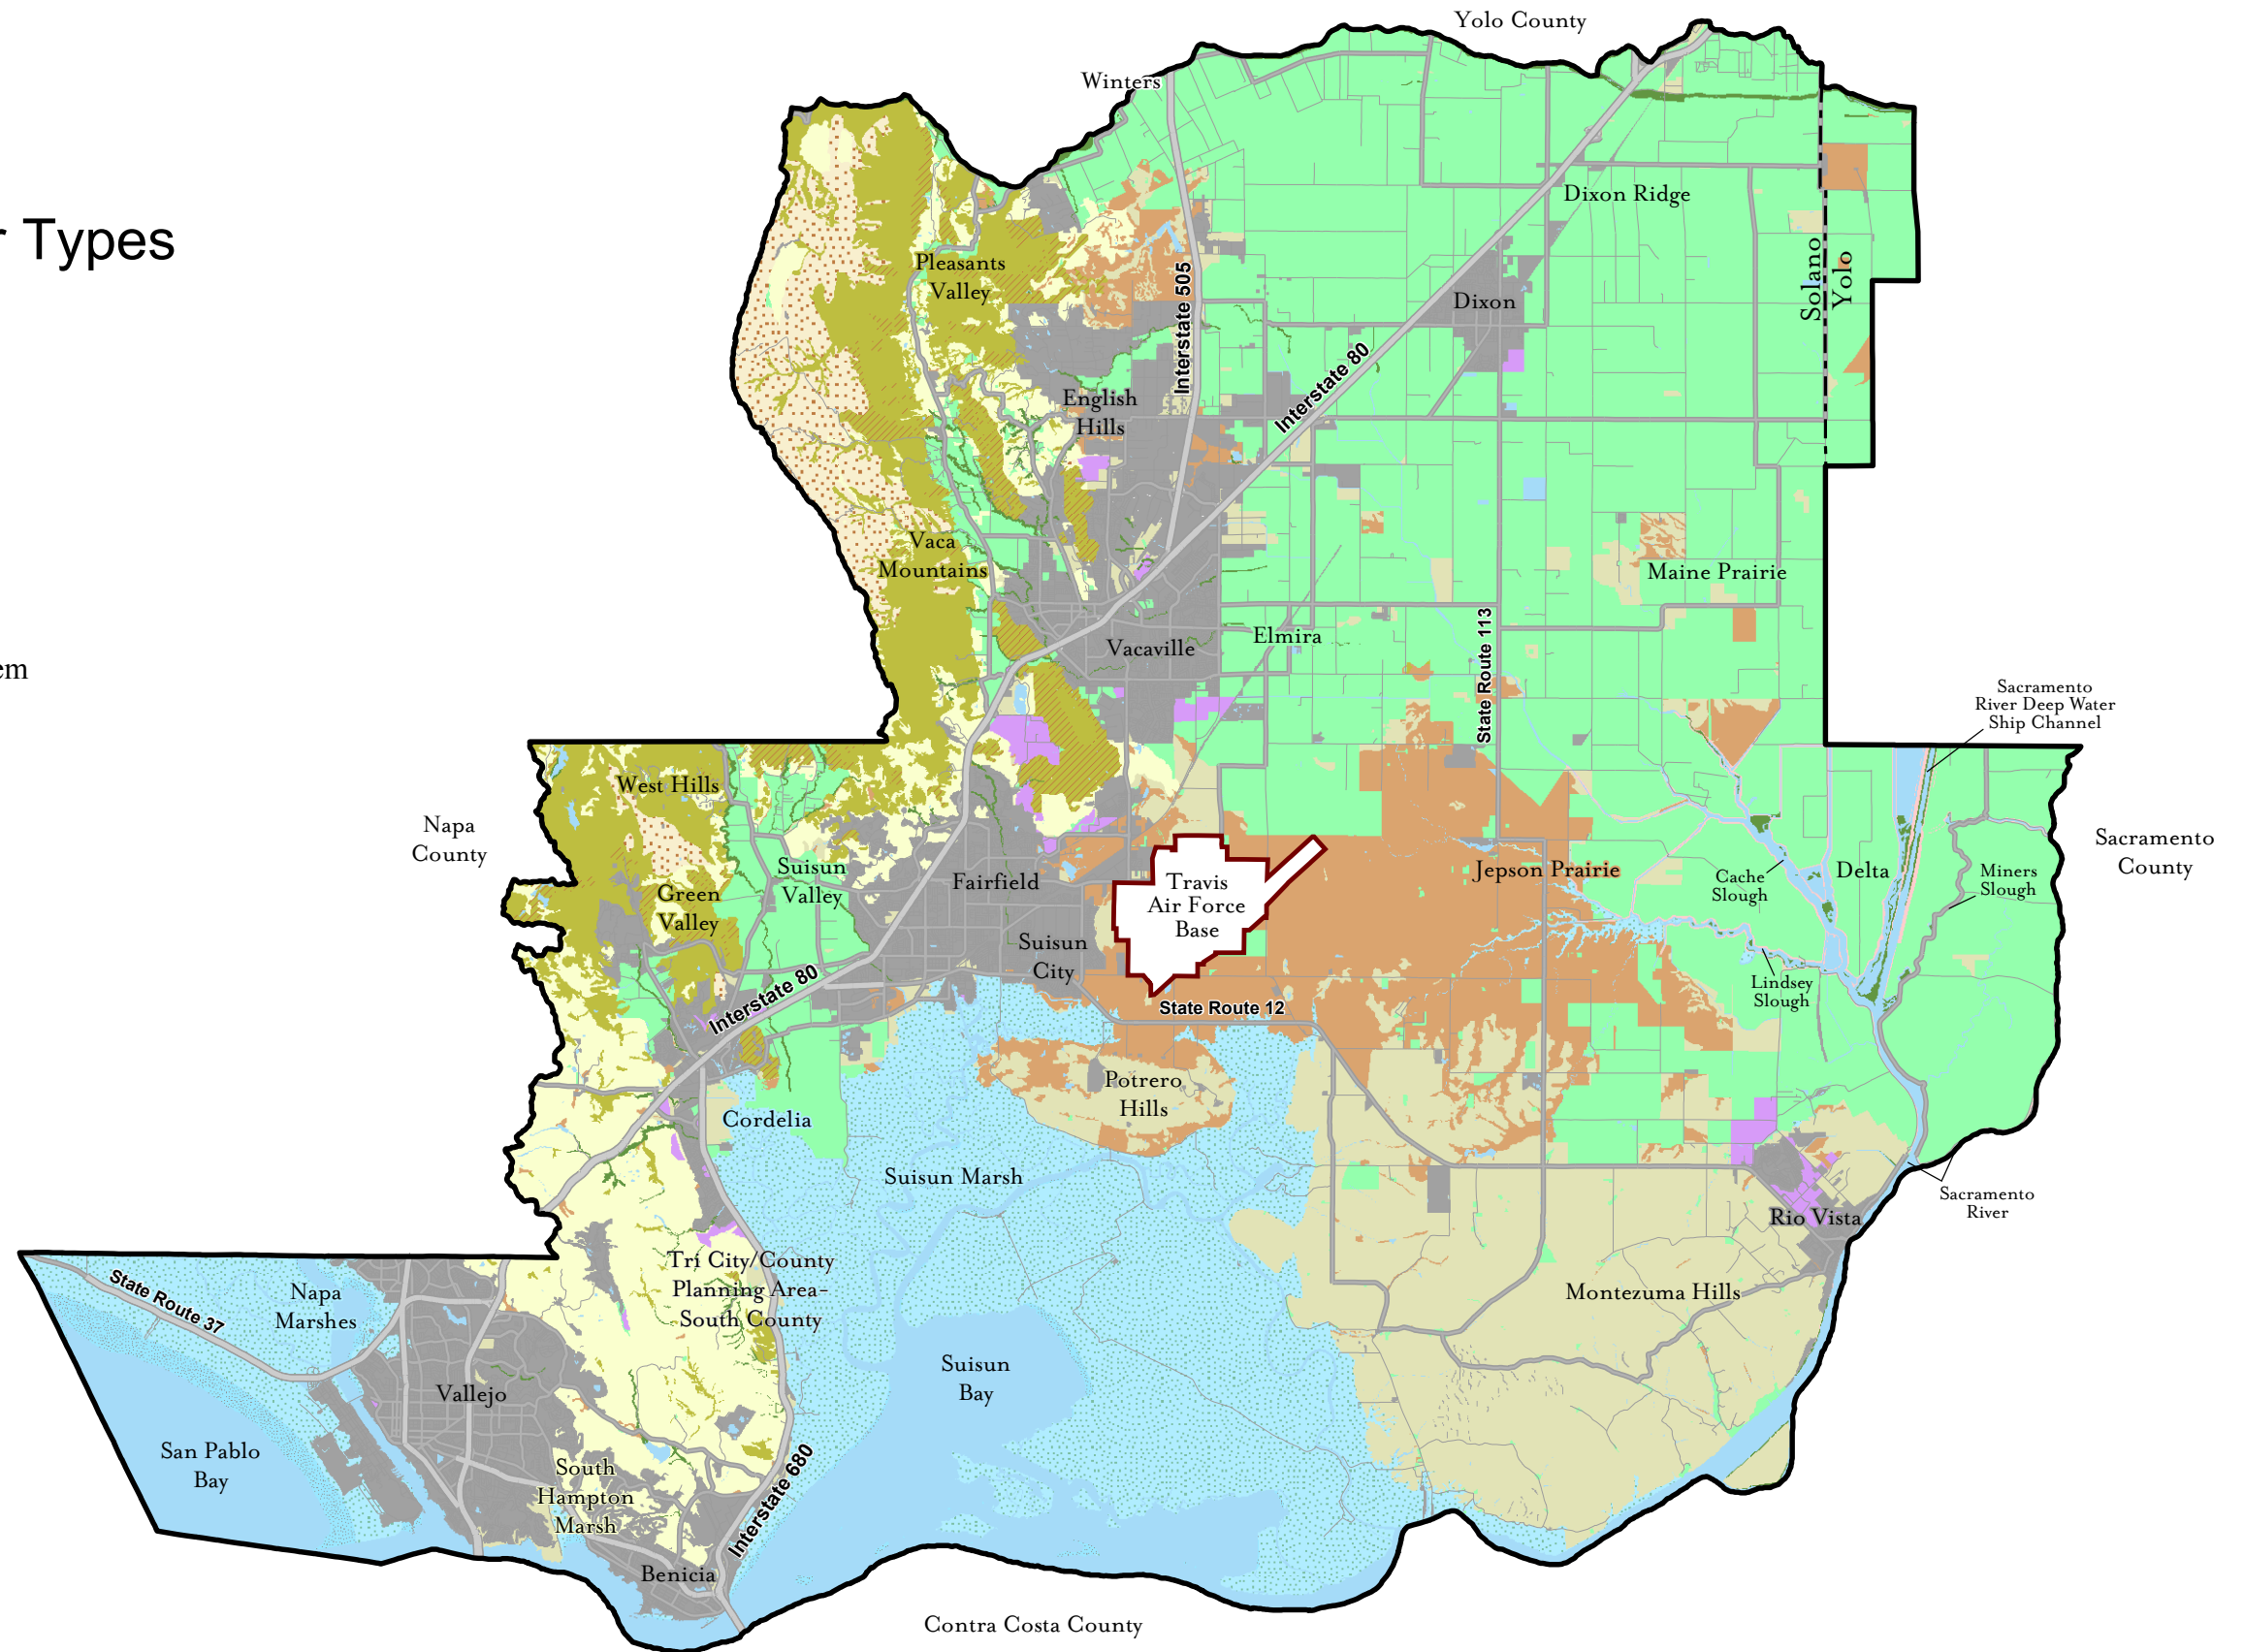 Yolo County
Winters
r Types
Dixon Ridge
Pleasants
Valley
Solano
Yolo
Interstate 505
Dixon
Interstate 80
English
Hills
Vaca
Mountains
Maine Prairie
State Route 113
Elmira
Vacaville
em
Sacramento
River Deep Water
Ship Channel
West Hills
Napa
County
Sacramento
County
Suisun
Valley
Fairfield
Travis
Air Force
Base
Jepson Prairie
Cache
Slough
Delta
Miners
Slough
Green
Valley
Suisun
City
Lindsey
Slough
Interstate 80
State Route 12
Potrero
Hills
Cordelia
Suisun Marsh
Sacramento
River
Rio Vista
Tri City/County
Planning Area-
South County
State Route 37
Napa
Marshes
Montezuma Hills
Suisun
Bay
Vallejo
San Pablo
Bay
South
Hampton
Marsh
Interstate 680
Benicia
Contra Costa County